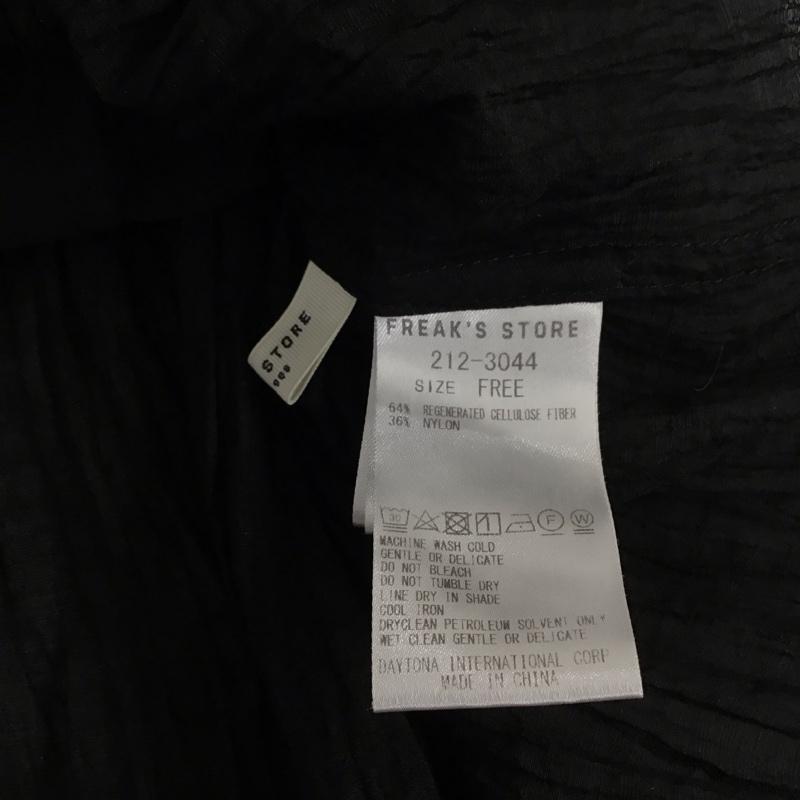 STORE
FREAK'S STORE
212-3044
SIZE FREE
64% REGENERATED CELLULOSE FIBER
36% NYLON
30 F W
MACHINE WASH COLD
GENTLE OR DELICATE
DO NOT BLEACH
DO NOT TUMBLE DRY
LINE DRY IN SHADE
COOL IRON
DRYCLEAN PETROLEUM SOLVENT ONLY
WET CLEAN GENTLE OR DELICATE
DAYTONA INTERNATIONAL CORP
MADE IN CHINA